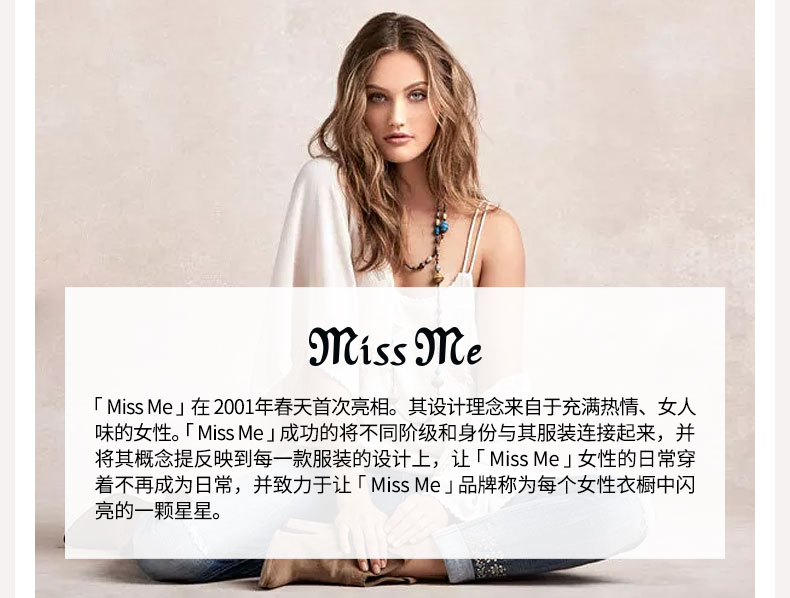 Miss Me
「Miss Me」在2001年春天首次亮相。其设计理念来自于充满热情、女人
味的女性。「Miss Me」成功的将不同阶级和身份与其服装连接起来，并
将其概念提反映到每一款服装的设计上，让「Miss Me」女性的日常穿
着不再成为日常，并致力于让「Miss Me」品牌称为每个女性衣橱中闪
亮的一颗星星。